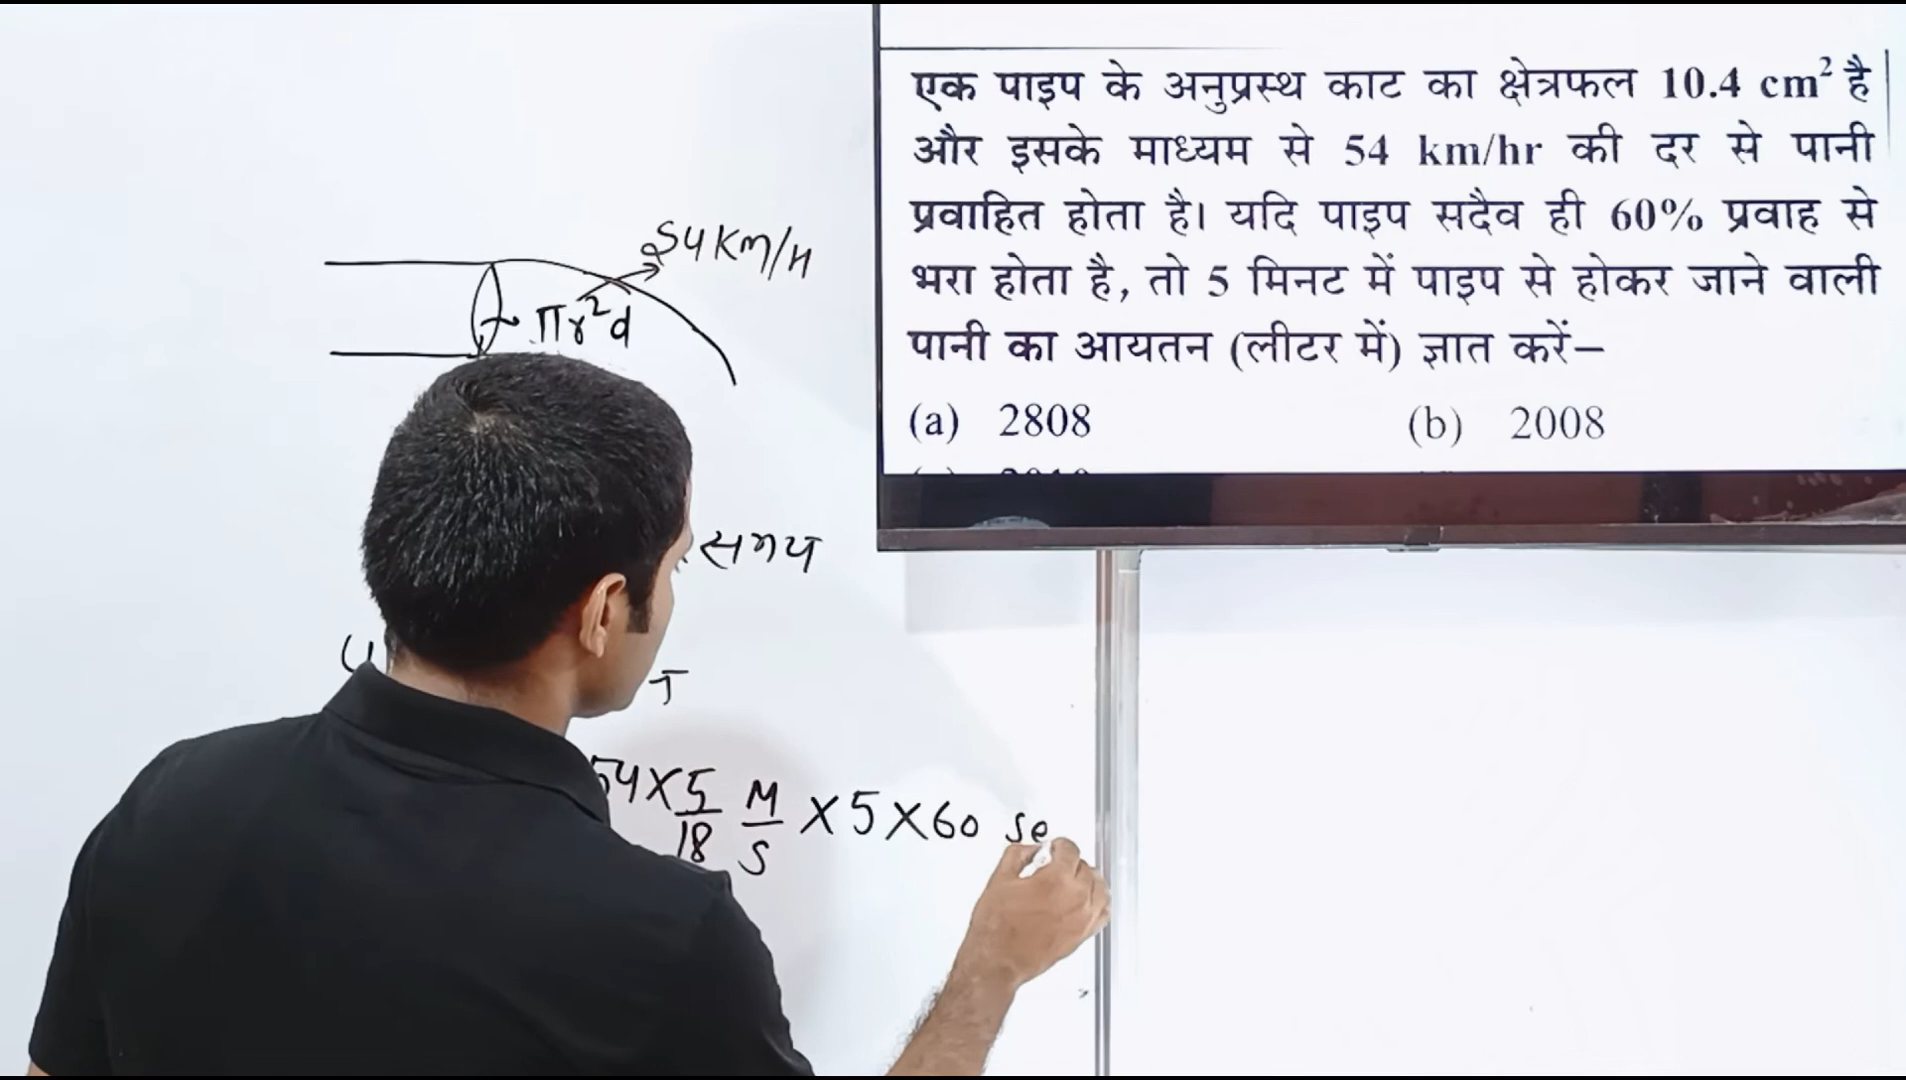 एक पाइप के अनुप्रस्थ काट का क्षेत्रफल 10.4 cm² है
और इसके माध्यम से 54 km/hr की दर से पानी
प्रवाहित होता है। यदि पाइप सदैव ही 60% प्रवाह से
भरा होता है, तो 5 मिनट में पाइप से होकर जाने वाली
पानी का आयतन (लीटर में) ज्ञात करें–
(a) 2808 (b) 2008
54 Km/H
πr²d
समय
54 × 5/18 M/S × 5 × 60 se